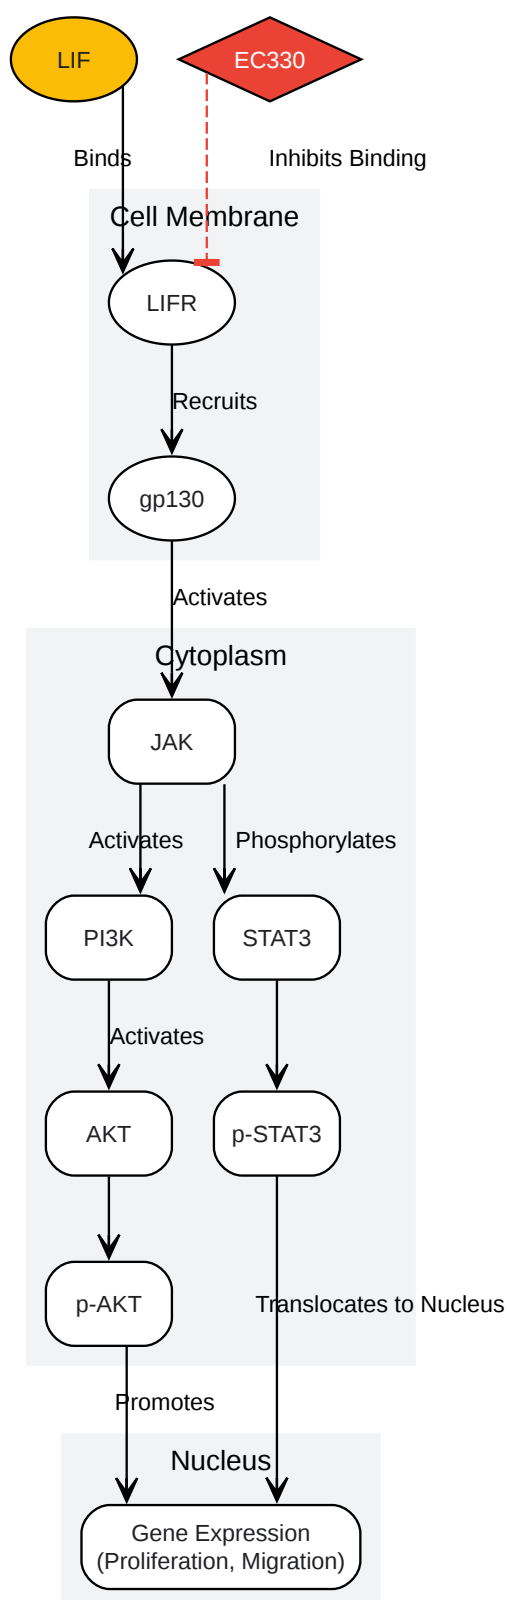 LIF
EC330
Binds
Inhibits Binding
Cell Membrane
LIFR
Recruits
gp130
Activates
Cytoplasm
JAK
Activates
Phosphorylates
PI3K
STAT3
Activates
AKT
p-STAT3
p-AKT
Translocates to Nucleus
Promotes
Nucleus
Gene Expression
(Proliferation, Migration)